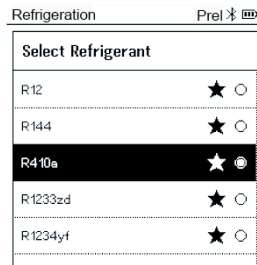 Refrigeration Prel
Select Refrigerant
R12
R144
R410a
R1233zd
R1234yf